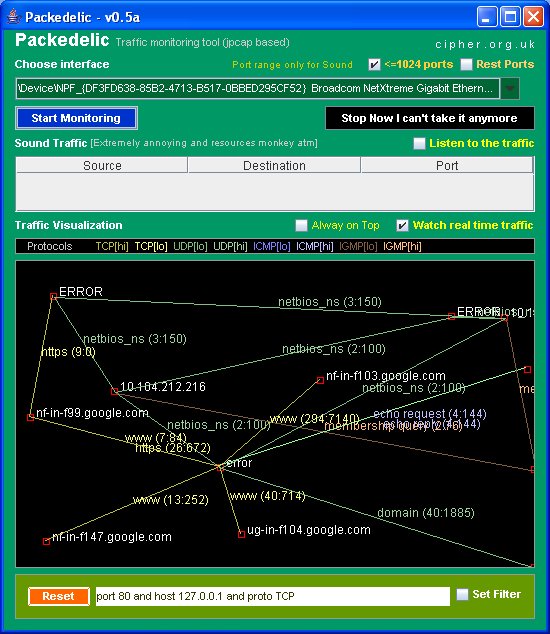 Packedelic - v0.5a
Packedelic Traffic monitoring tool (jpcap based) cipher.org.uk
Choose interface Port range only for Sound <=1024 ports Rest Ports
\Device\NPF_{DF3FD638-85B2-4713-B517-0BBED295CF52} Broadcom NetXtreme Gigabit Ethern...
Start Monitoring Stop Now I can't take it anymore
Sound Traffic [Extremely annoying and resources monkey atm] Listen to the traffic
Source Destination Port
Traffic Visualization Alway on Top Watch real time traffic
Protocols TCP[hi] TCP[lo] UDP[lo] UDP[hi] ICMP[lo] ICMP[hi] IGMP[lo] IGMP[hi]
ERROR
netbios_ns (3:150)
ERROR
netbios_ns (3:150)
https (9:0)
netbios_ns (2:100)
nf-in-f103.google.com
10.104.212.216
netbios_ns (2:100)
nf-in-f99.google.com
www (294:7140)
echo request (4:144)
netbios_ns (2:100)
membership query
echo reply (4:144)
www (7:84)
https (26:672)
error
www (13:252)
www (40:714)
domain (40:1885)
ug-in-f104.google.com
nf-in-f147.google.com
Reset port 80 and host 127.0.0.1 and proto TCP Set Filter